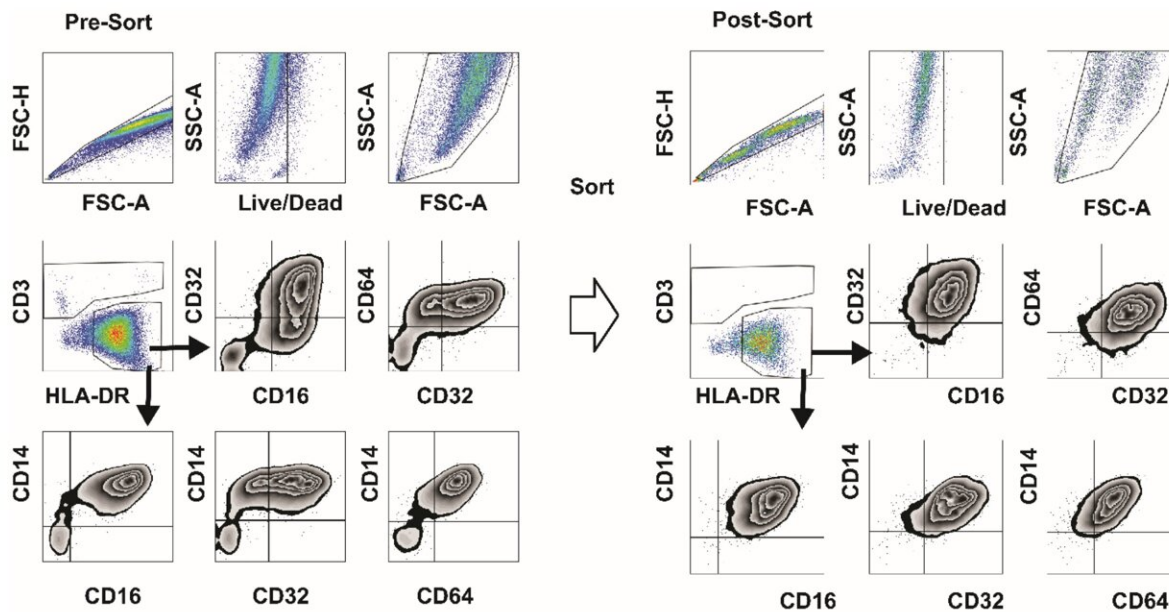 Pre-Sort
Post-Sort
FSC-H
SSC-A
SSC-A
FSC-H
SSC-A
SSC-A
FSC-A
Live/Dead
FSC-A
Sort
FSC-A
Live/Dead
FSC-A
CD3
CD32
CD64
CD3
CD32
CD64
HLA-DR
CD16
CD32
HLA-DR
CD16
CD32
CD14
CD14
CD14
CD14
CD14
CD14
CD16
CD32
CD64
CD16
CD32
CD64